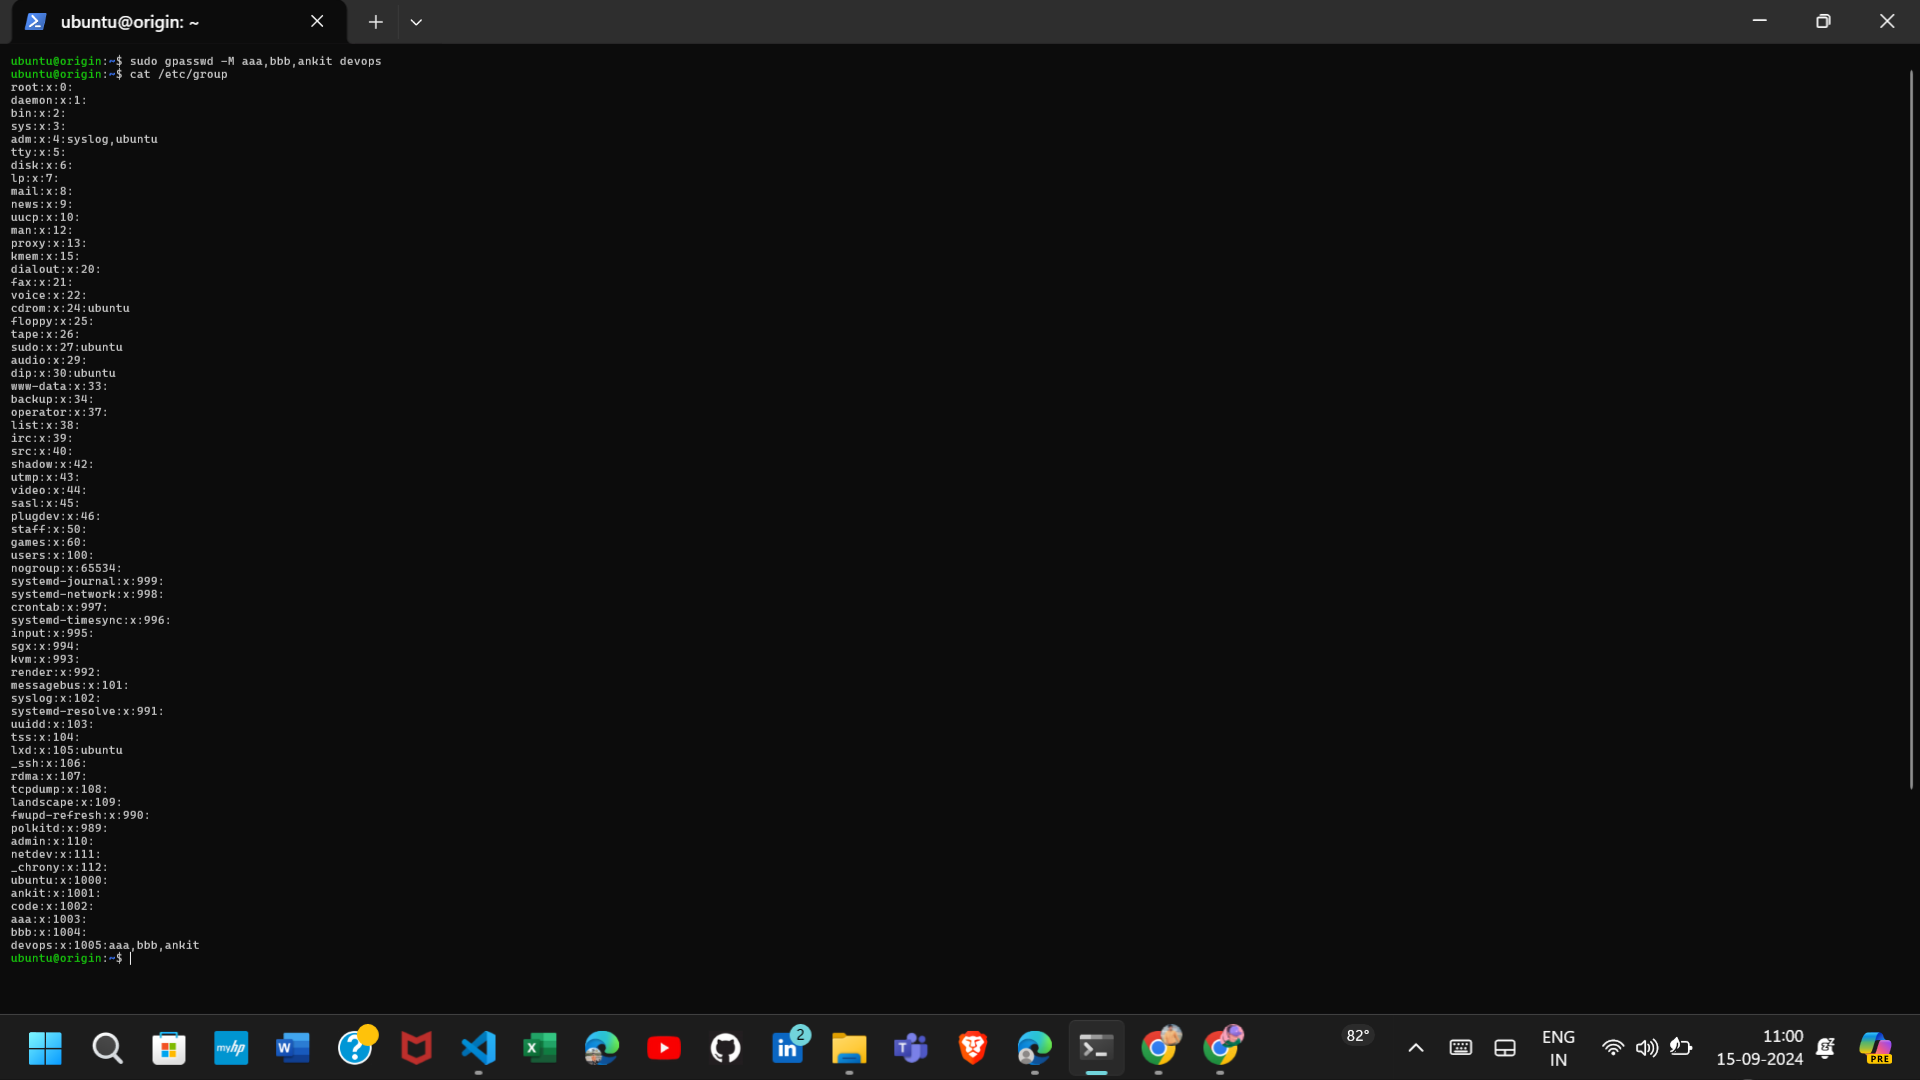 ubuntu@origin: ~
ubuntu@origin:~$ sudo gpasswd -M aaa,bbb,ankit devops
ubuntu@origin:~$ cat /etc/group
root:x:0:
daemon:x:1:
bin:x:2:
sys:x:3:
adm:x:4:syslog,ubuntu
tty:x:5:
disk:x:6:
lp:x:7:
mail:x:8:
news:x:9:
uucp:x:10:
man:x:12:
proxy:x:13:
kmem:x:15:
dialout:x:20:
fax:x:21:
voice:x:22:
cdrom:x:24:ubuntu
floppy:x:25:
tape:x:26:
sudo:x:27:ubuntu
audio:x:29:
dip:x:30:ubuntu
www-data:x:33:
backup:x:34:
operator:x:37:
list:x:38:
irc:x:39:
src:x:40:
shadow:x:42:
utmp:x:43:
video:x:44:
sasl:x:45:
plugdev:x:46:
staff:x:50:
games:x:60:
users:x:100:
nogroup:x:65534:
systemd-journal:x:999:
systemd-network:x:998:
crontab:x:997:
systemd-timesync:x:996:
input:x:995:
sgx:x:994:
kvm:x:993:
render:x:992:
messagebus:x:101:
syslog:x:102:
systemd-resolve:x:991:
uuidd:x:103:
tss:x:104:
lxd:x:105:ubuntu
_ssh:x:106:
rdma:x:107:
tcpdump:x:108:
landscape:x:109:
fwupd-refresh:x:990:
polkitd:x:989:
admin:x:110:
netdev:x:111:
_chrony:x:112:
ubuntu:x:1000:
ankit:x:1001:
code:x:1002:
aaa:x:1003:
bbb:x:1004:
devops:x:1005:aaa,bbb,ankit
ubuntu@origin:~$
myhp
W
X
in
2
T
82°
ENG
IN
11:00
15-09-2024
PRE